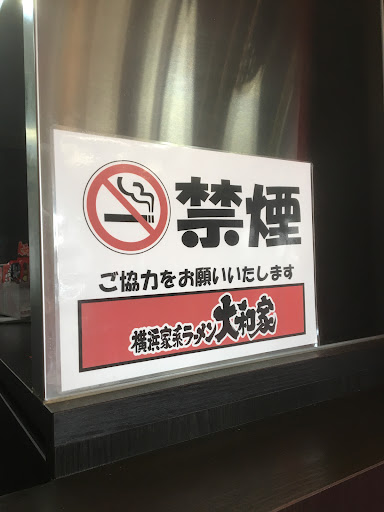 禁煙
ご協力をお願いいたします
横浜家系ラーメン大和家